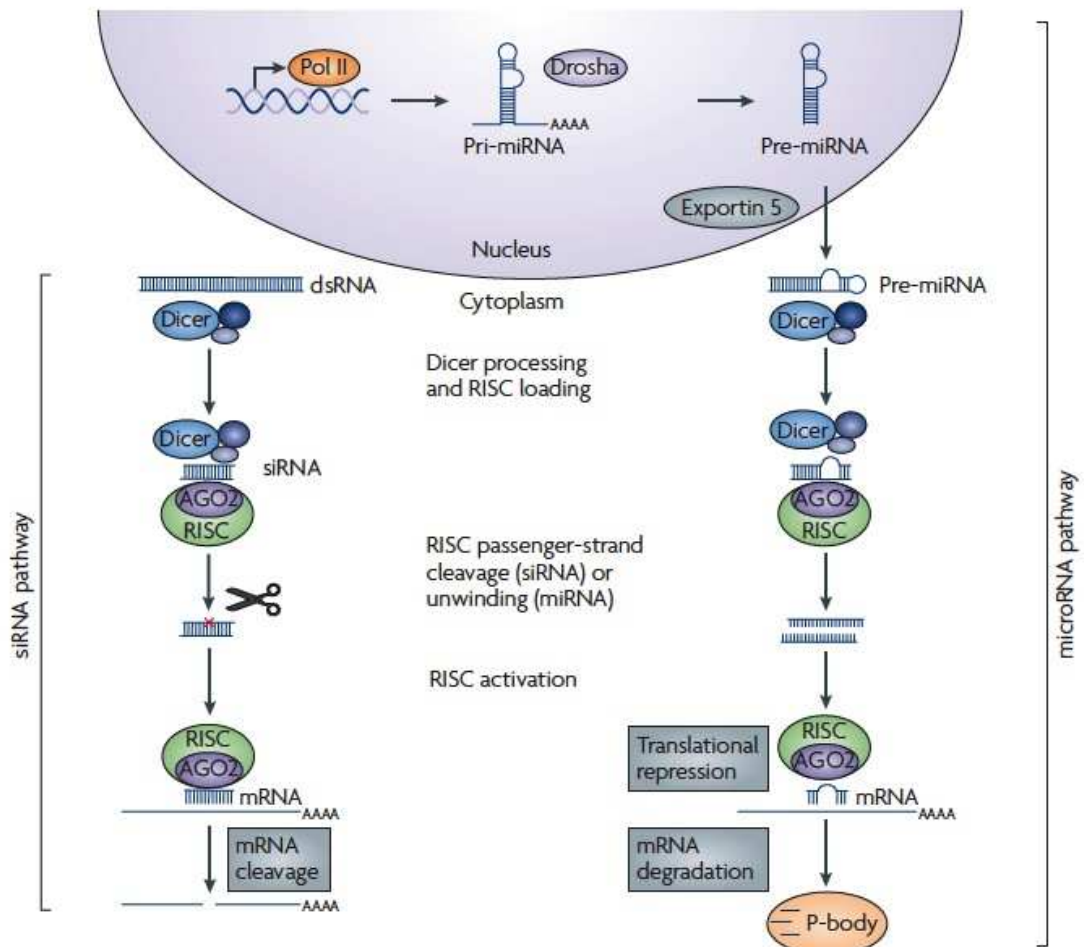 Pol II
Drosha
AAAA
Pri-miRNA
Pre-miRNA
Exportin 5
Nucleus
Cytoplasm
dsRNA
Pre-miRNA
Dicer
Dicer
Dicer processing
and RISC loading
Dicer
Dicer
siRNA
AGO2
RISC
AGO2
RISC
RISC passenger-strand
cleavage (siRNA) or
unwinding (miRNA)
RISC activation
RISC
AGO2
mRNA
AAAA
Translational
repression
RISC
AGO2
mRNA
AAAA
mRNA
cleavage
AAAA
mRNA
degradation
P-body
siRNA pathway
microRNA pathway